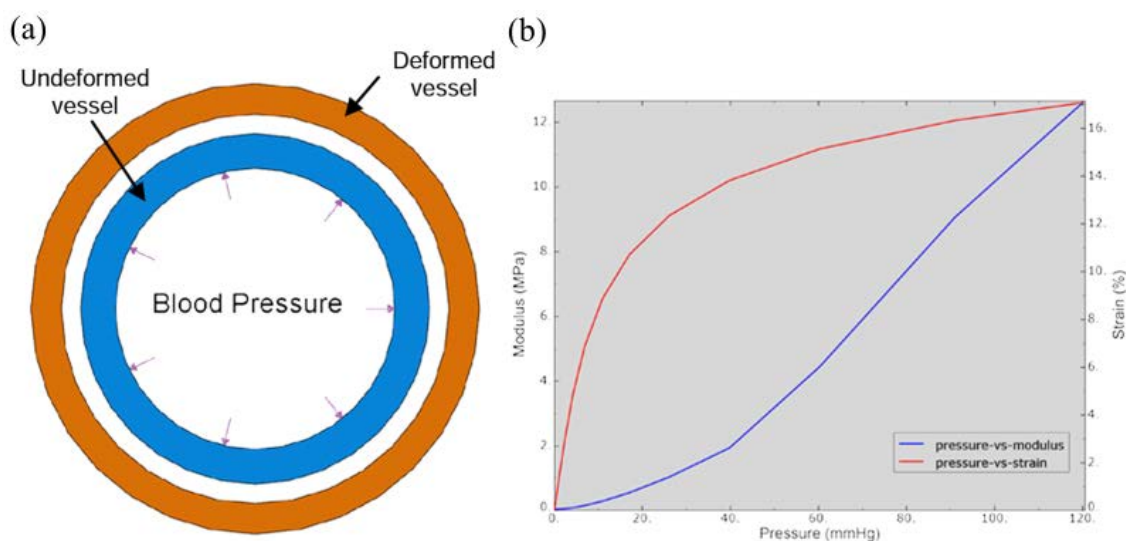 (a)
Undeformed
vessel
Deformed
vessel
Blood Pressure
(b)
Modulus (MPa)
12
10
8
6
4
2
0
Strain (%)
16.
14.
12.
10.
8.
6.
4.
2.
0
pressure-vs-modulus
pressure-vs-strain
0. 20. 40. 60. 80. 100. 120.
Pressure (mmHg)